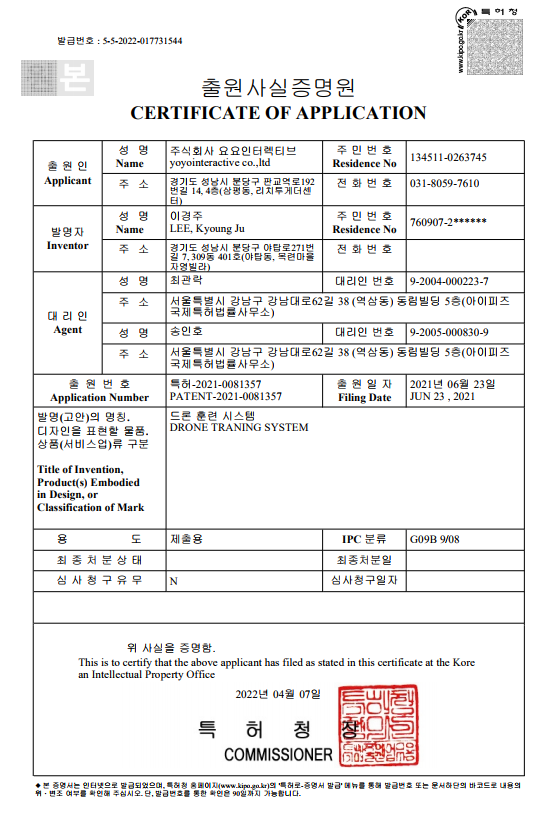 발급번호 : 5-5-2022-017731544
특허청
KOR
www.kipo.go.kr
본
출원사실증명원
CERTIFICATE OF APPLICATION
출 원 인
Applicant
성 명
Name
주식회사 요요인터렉티브
yoyointeractive co.,ltd
주 민 번 호
Residence No
134511-0263745
주 소
경기도 성남시 분당구 판교역로192
번길 14, 4층(삼평동, 리치투게더센
터)
전 화 번 호
031-8059-7610
발명자
Inventor
성 명
Name
이경주
LEE, Kyoung Ju
주 민 번 호
Residence No
760907-2******
주 소
경기도 성남시 분당구 야탑로271번
길 7, 309동 401호(야탑동, 목련마을
자영빌라)
전 화 번 호
대 리 인
Agent
성 명
최관락
대리인 번호
9-2004-000223-7
주 소
서울특별시 강남구 강남대로62길 38 (역삼동) 동림빌딩 5층(아이피즈
국제특허법률사무소)
성 명
송인호
대리인 번호
9-2005-000830-9
주 소
서울특별시 강남구 강남대로62길 38 (역삼동) 동림빌딩 5층(아이피즈
국제특허법률사무소)
출 원 번 호
Application Number
특허-2021-0081357
PATENT-2021-0081357
출 원 일 자
Filing Date
2021년 06월 23일
JUN 23 , 2021
발명(고안)의 명칭.
디자인을 표현할 물품.
상품(서비스업)류 구분
Title of Invention,
Product(s) Embodied
in Design, or
Classification of Mark
드론 훈련 시스템
DRONE TRANING SYSTEM
용 도
제출용
IPC 분류
G09B 9/08
최 종 처 분 상 태
최종처분일
심 사 청 구 유 무
N
심사청구일자
위 사실을 증명함.
This is to certify that the above applicant has filed as stated in this certificate at the Kore
an Intellectual Property Office
2022년 04월 07일
특 허 청 장
COMMISSIONER
◆ 본 증명서는 인터넷으로 발급되었으며, 특허청 홈페이지(www.kipo.go.kr)의 '특허로-증명서 발급' 메뉴를 통해 발급번호 또는 문서하단의 바코드로 내용의
위·변조 여부를 확인해 주십시오. 단, 발급번호를 통한 확인은 90일까지 가능합니다.